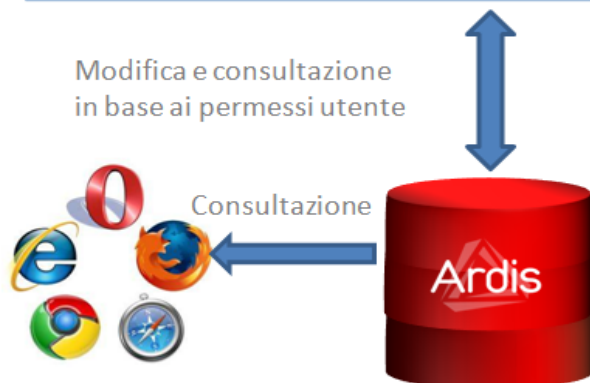 Modifica e consultazione
in base ai permessi utente
Consultazione
Ardis